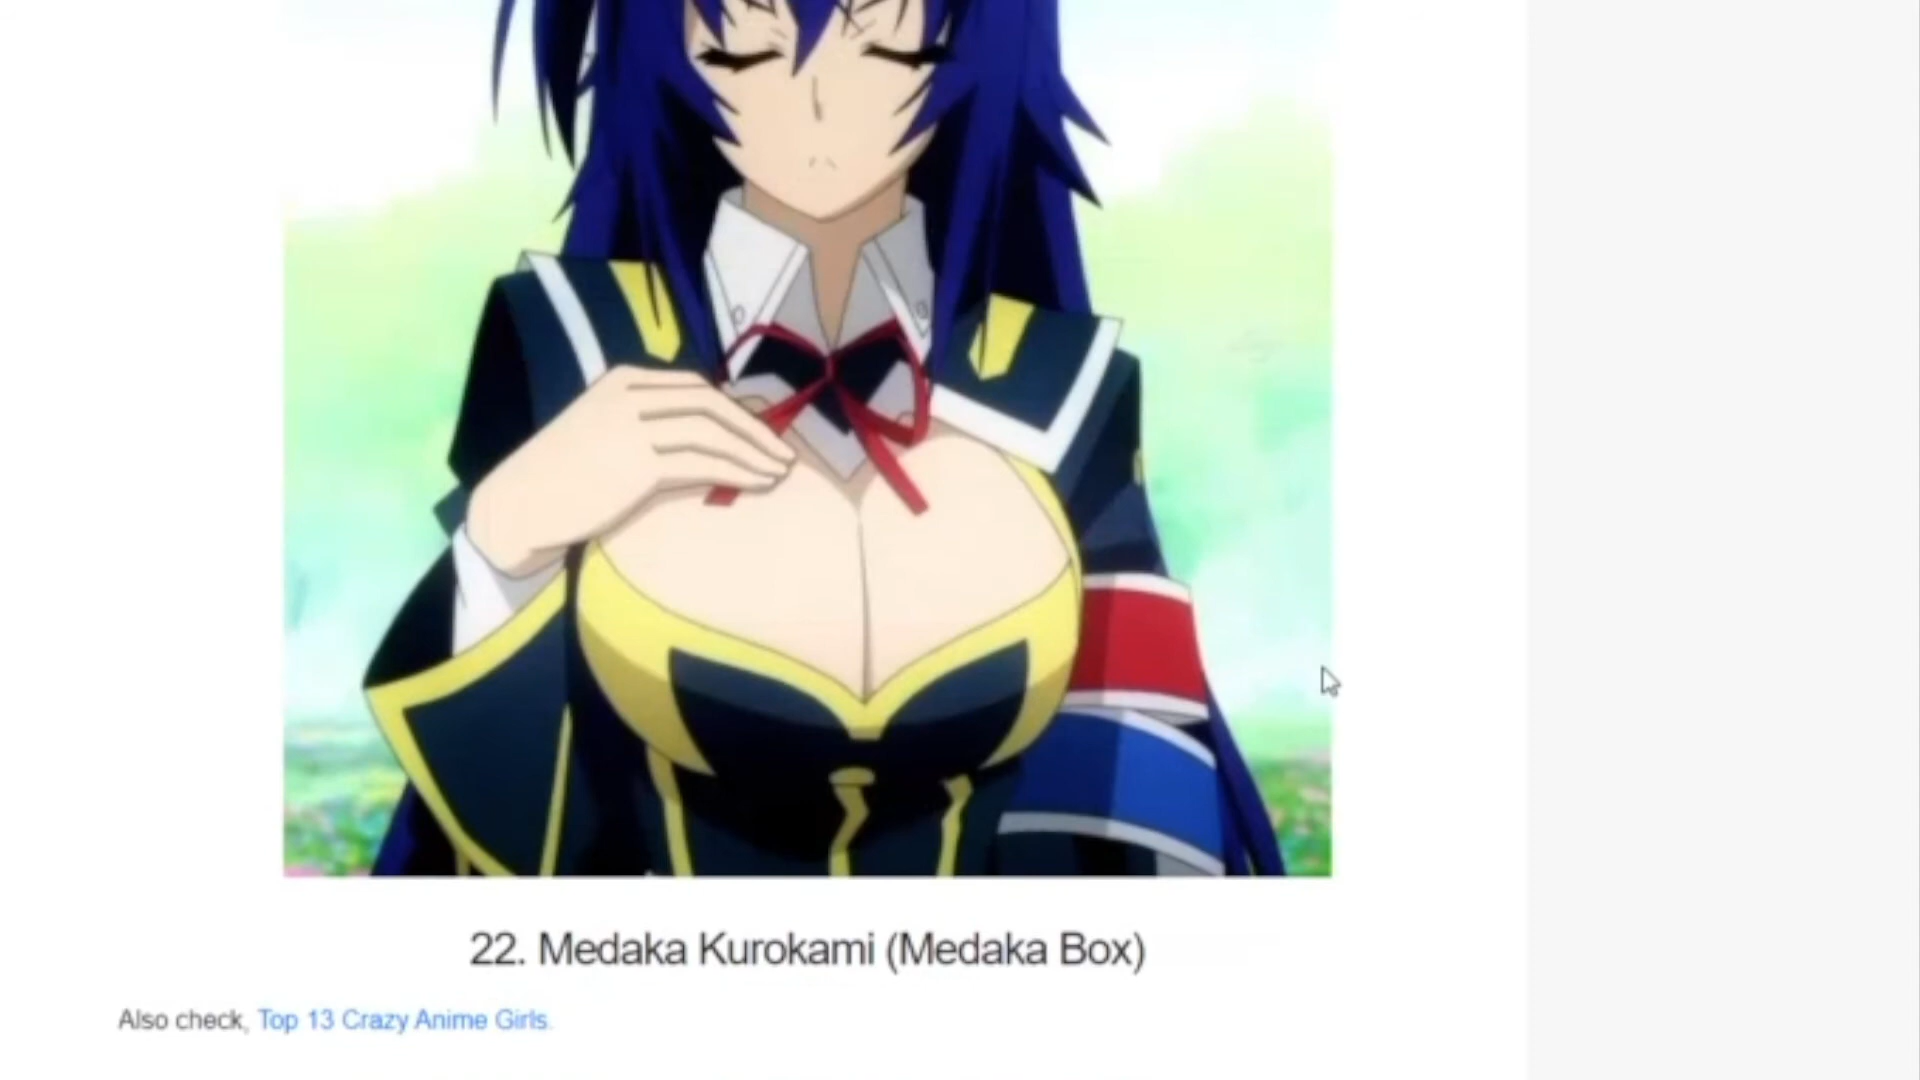 22. Medaka Kurokami (Medaka Box)
Also check, Top 13 Crazy Anime Girls.